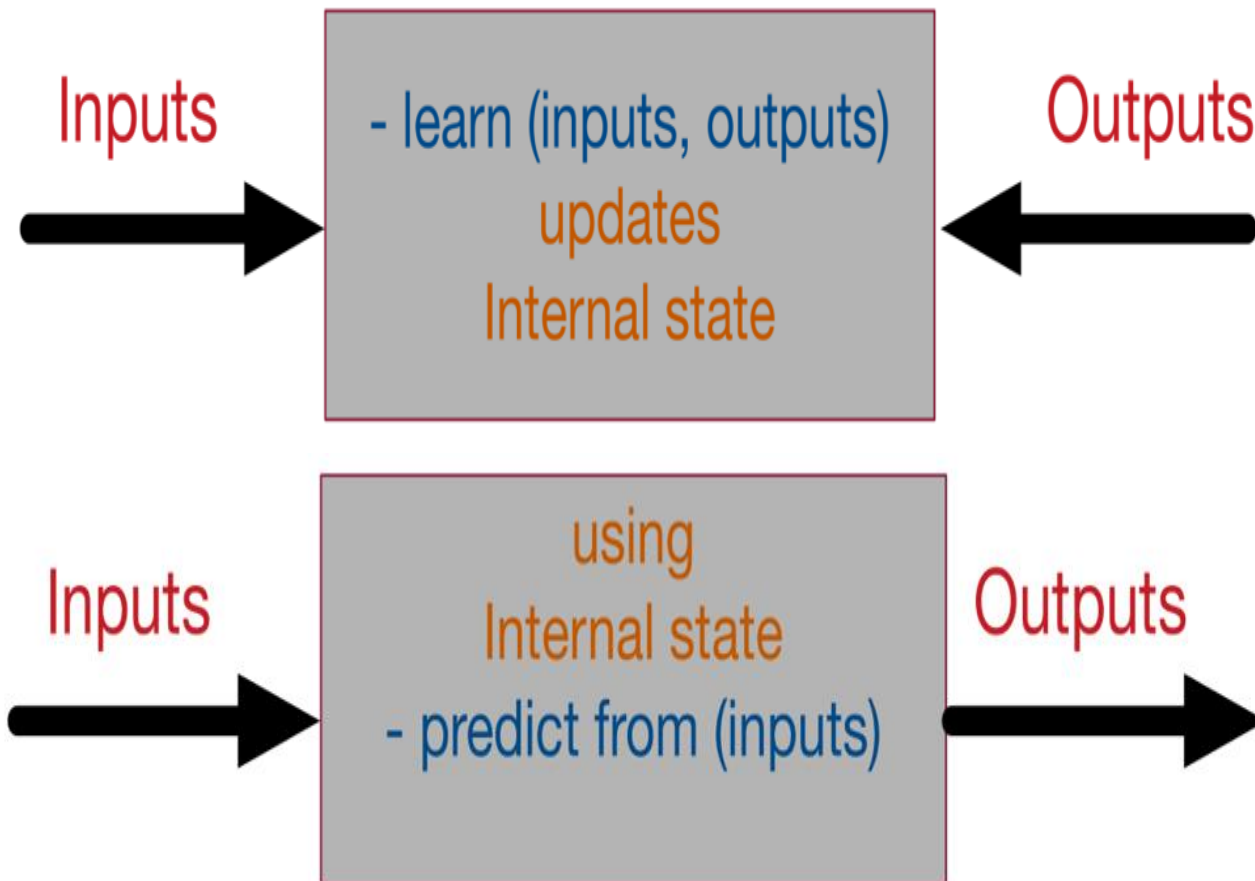 Inputs
- learn (inputs, outputs)
updates
Internal state
Outputs
Inputs
using
Internal state
- predict from (inputs)
Outputs